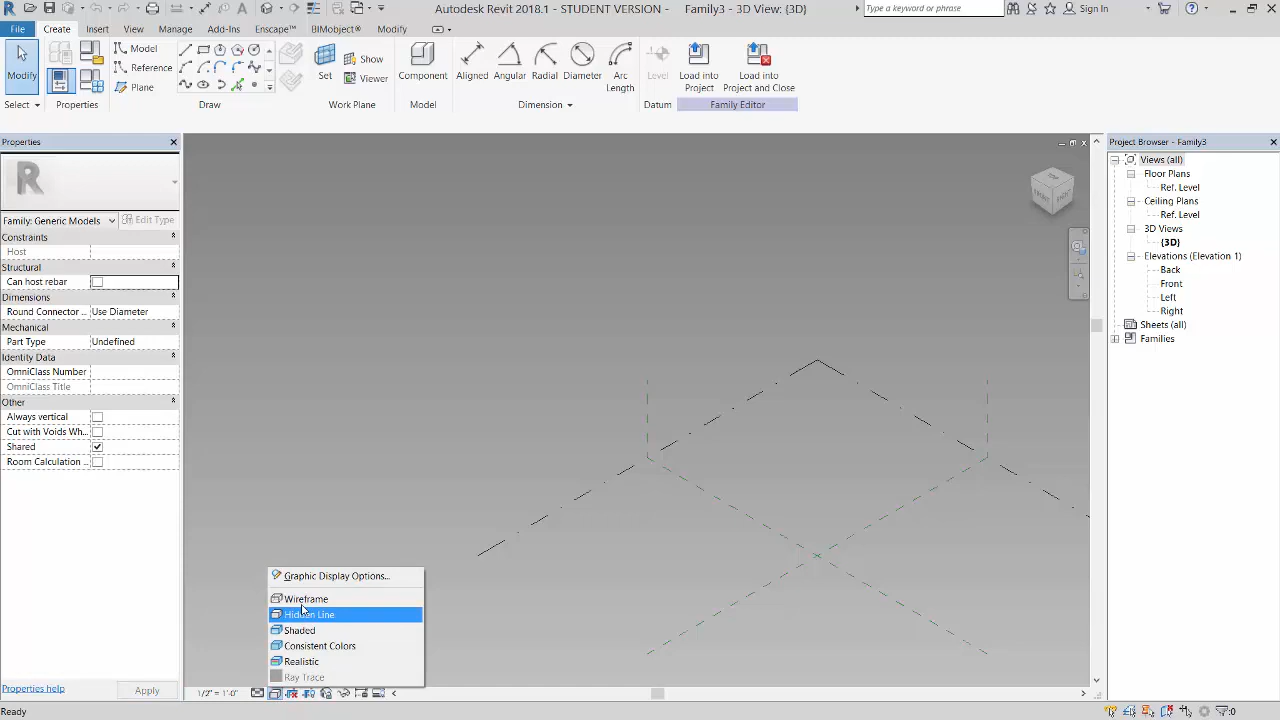 Autodesk Revit 2018.1 - STUDENT VERSION - Family3 - 3D View: {3D}
Type a keyword or phrase
Sign In
File Create Insert View Manage Add-Ins Enscape™ BIMobject® Modify
Modify
Select
Properties
Model
Reference
Plane
Draw
Set
Show
Viewer
Work Plane
Component
Model
Aligned Angular Radial Diameter Arc Length
Dimension
Level
Datum
Load into Project
Load into Project and Close
Family Editor
Properties
R
Family: Generic Models
Edit Type
Constraints
Host
Structural
Can host rebar
Dimensions
Round Connector ... Use Diameter
Mechanical
Part Type Undefined
Identity Data
OmniClass Number
OmniClass Title
Other
Always vertical
Cut with Voids Wh...
Shared
Room Calculation ...
Properties help
Apply
Graphic Display Options...
Wireframe
Hidden Line
Shaded
Consistent Colors
Realistic
Ray Trace
1/2" = 1'-0"
Project Browser - Family3
Views (all)
Floor Plans
Ref. Level
Ceiling Plans
Ref. Level
3D Views
{3D}
Elevations (Elevation 1)
Back
Front
Left
Right
Sheets (all)
Families
Ready
:0